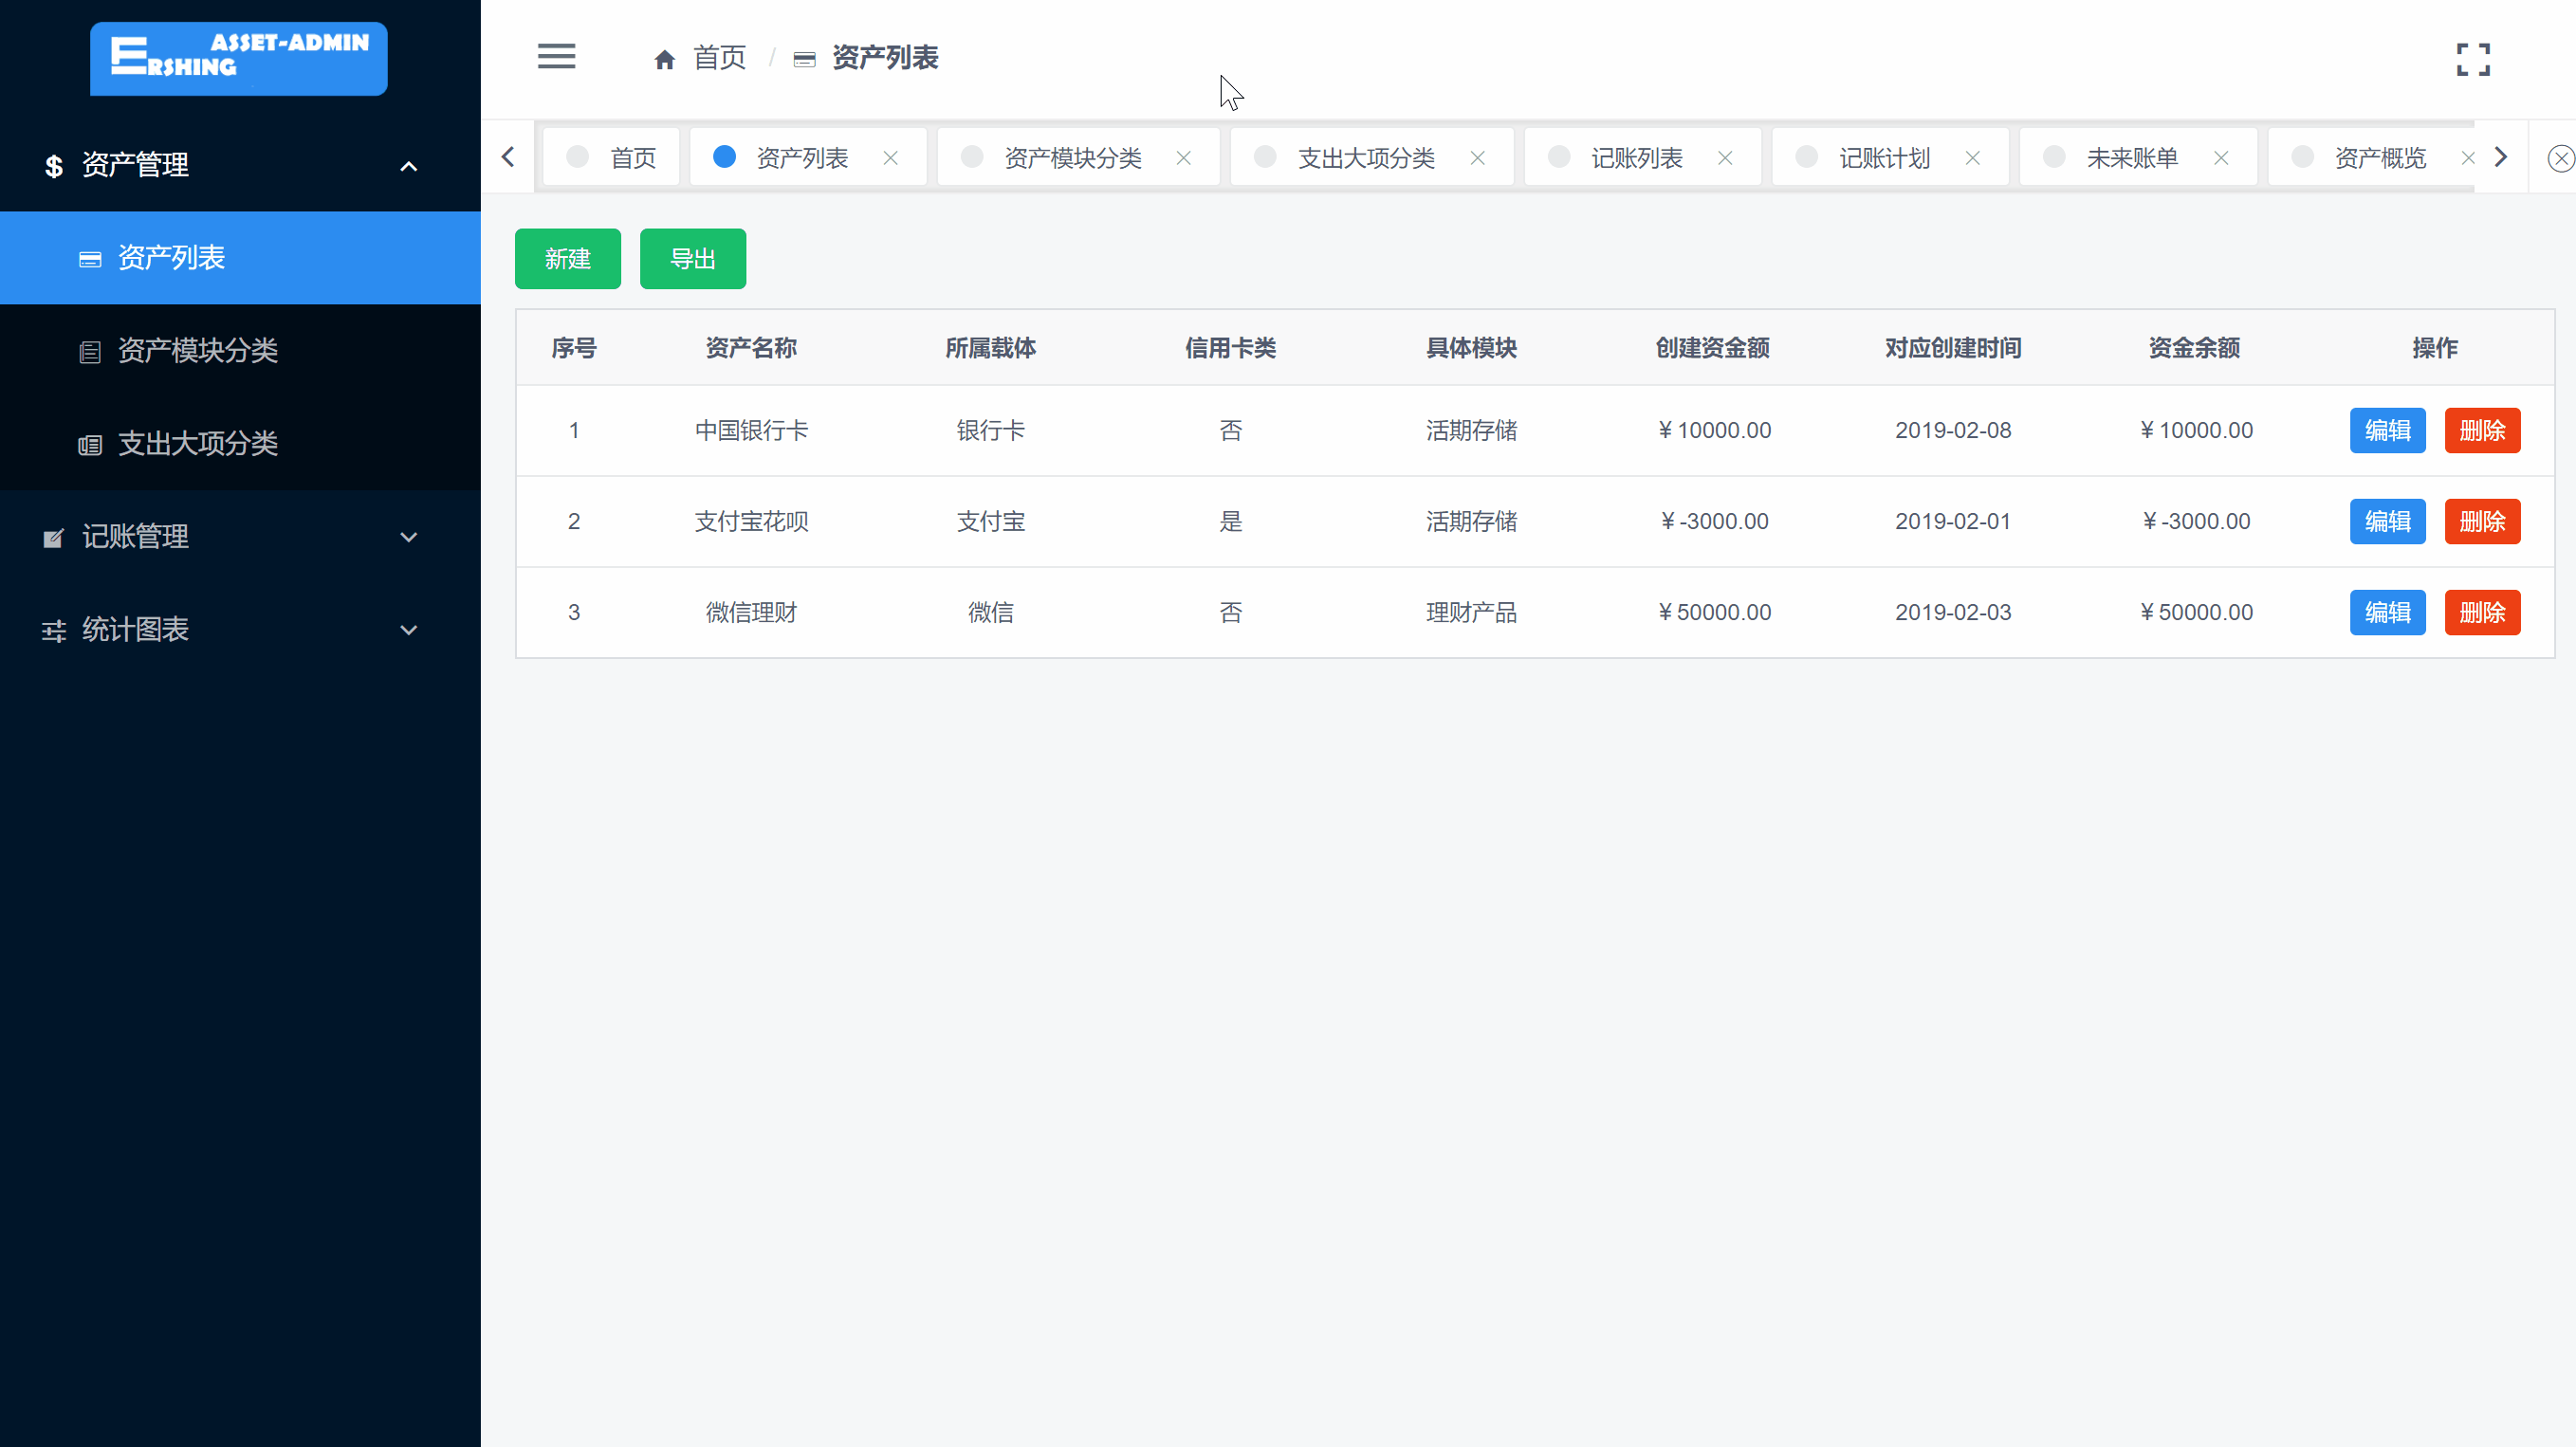 ERSHING ASSET-ADMIN
资产管理
资产列表
资产模块分类
支出大项分类
记账管理
统计图表
首页 / 资产列表
首页 资产列表 资产模块分类 支出大项分类 记账列表 记账计划 未来账单 资产概览
新建 导出
序号 资产名称 所属载体 信用卡类 具体模块 创建资金额 对应创建时间 资金余额 操作
1 中国银行卡 银行卡 否 活期存储 ¥10000.00 2019-02-08 ¥10000.00 编辑 删除
2 支付宝花呗 支付宝 是 活期存储 ¥-3000.00 2019-02-01 ¥-3000.00 编辑 删除
3 微信理财 微信 否 理财产品 ¥50000.00 2019-02-03 ¥50000.00 编辑 删除